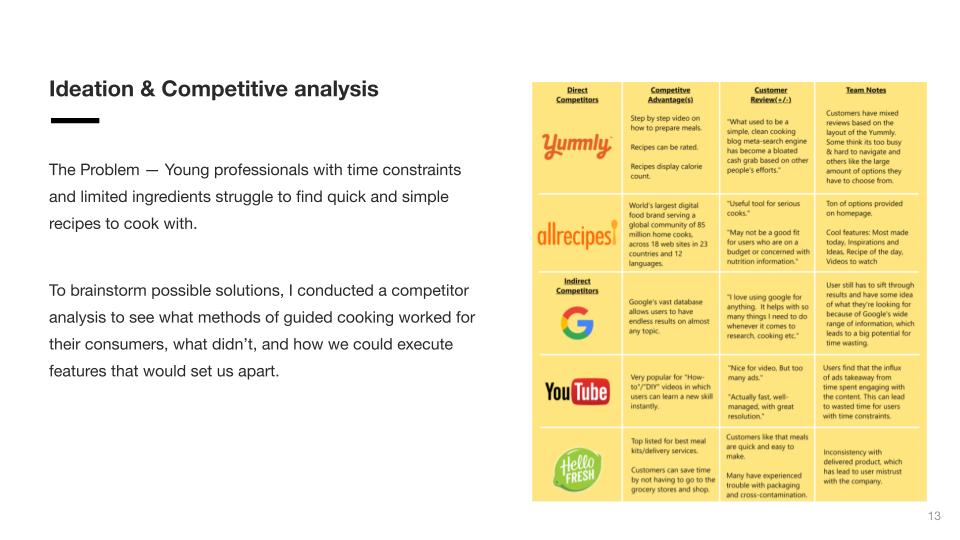 Ideation & Competitive analysis
The Problem — Young professionals with time constraints
and limited ingredients struggle to find quick and simple
recipes to cook with.
To brainstorm possible solutions, I conducted a competitor
analysis to see what methods of guided cooking worked for
their consumers, what didn’t, and how we could execute
features that would set us apart.
Direct
Competitors
Competitve
Advantage(s)
Customer
Review(+/-)
Team Notes
Yummly
Step by step video on
how to prepare meals.
Recipes can be rated.
Recipes display calorie
count.
"What used to be a
simple, clean cooking
blog meta-search engine
has become a bloated
cash grab based on other
people's efforts."
Customers have mixed
reviews based on the
layout of the Yummly.
Some think its too busy
& hard to navigate and
others like the large
amount of options they
have to choose from.
allrecipes
World's largest digital
food brand serving a
global community of 85
million home cooks,
across 18 web sites in 23
countries and 12
languages.
"Useful tool for serious
cooks."
"May not be a good fit
for users who are on a
budget or concerned with
nutrition information."
Ton of options provided
on homepage.
Cool features: Most made
today, Inspirations and
Ideas, Recipe of the day,
Videos to watch
Indirect
Competitors
G
Google's vast database
allows users to have
endless results on almost
any topic.
"I love using google for
anything. It helps with so
many things I need to do
whenever it comes to
research, cooking etc."
User still has to sift through
results and have some idea
of what they're looking for
because of Google's wide
range of information, which
leads to a big potential for
time wasting.
YouTube
Very popular for "How-
to"/"DIY" videos in which
users can learn a new skill
instantly.
"Nice for video, But too
many ads."
"Actually fast, well-
managed, with great
resolution."
Users find that the influx
of ads takeaway from
time spent engaging with
the content. This can lead
to wasted time for users
with time constraints.
Hello
FRESH
Top listed for best meal
kits/delivery services.
Customers can save time
by not having to go to the
grocery stores and shop.
Customers like that meals
are quick and easy to
make.
Many have experienced
trouble with packaging
and cross-contamination.
Inconsistency with
delivered product, which
has lead to user mistrust
with the company.
13